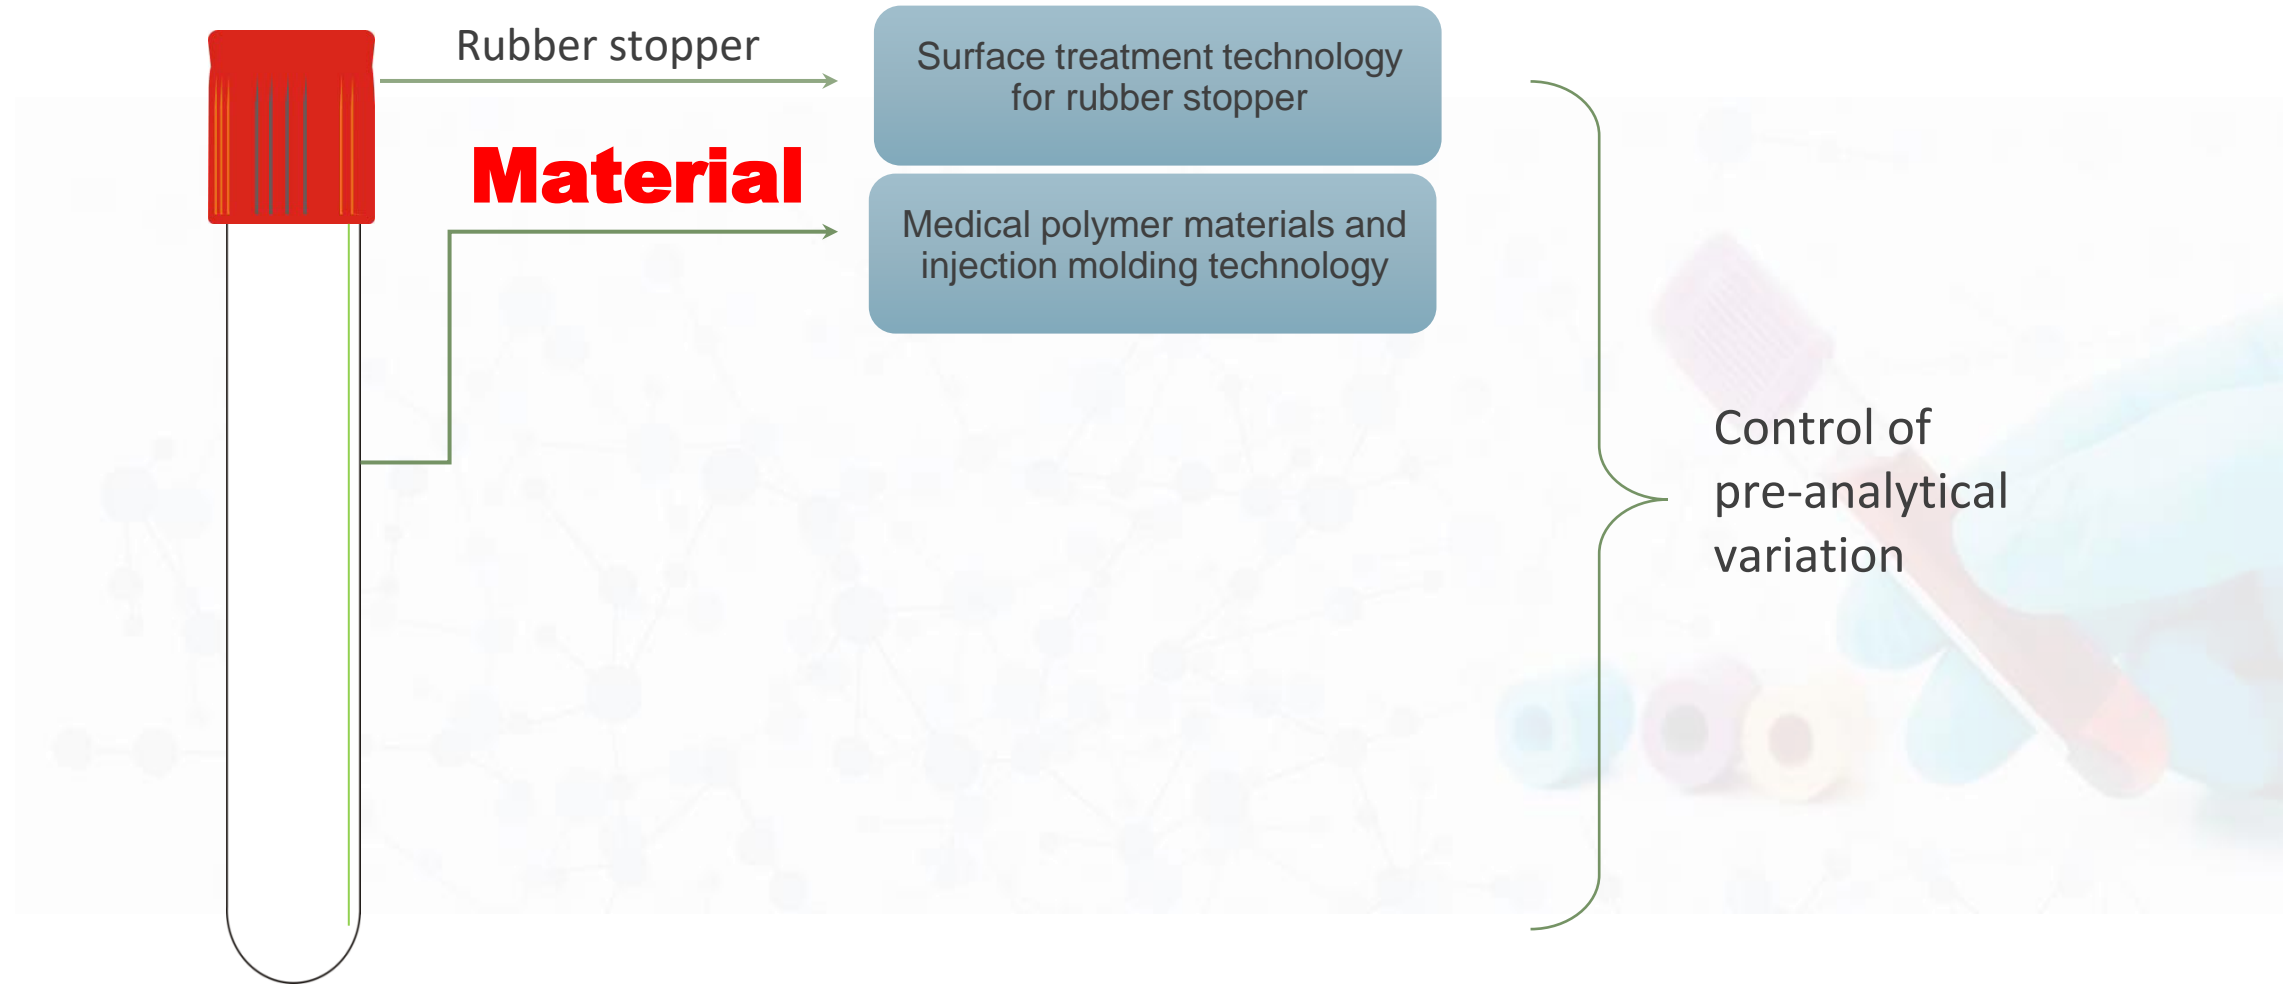 Rubber stopper
Surface treatment technology
for rubber stopper
Material
Medical polymer materials and
injection molding technology
Control of
pre-analytical
variation